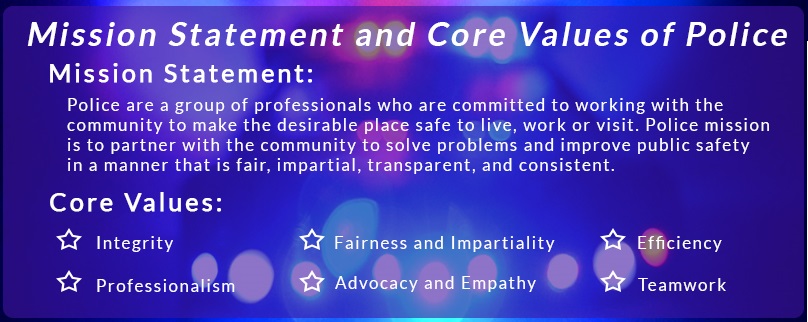 Mission Statement and Core Values of Police
Mission Statement:
Police are a group of professionals who are committed to working with the
community to make the desirable place safe to live, work or visit. Police mission
is to partner with the community to solve problems and improve public safety
in a manner that is fair, impartial, transparent, and consistent.
Core Values:
Integrity
Fairness and Impartiality
Efficiency
Professionalism
Advocacy and Empathy
Teamwork